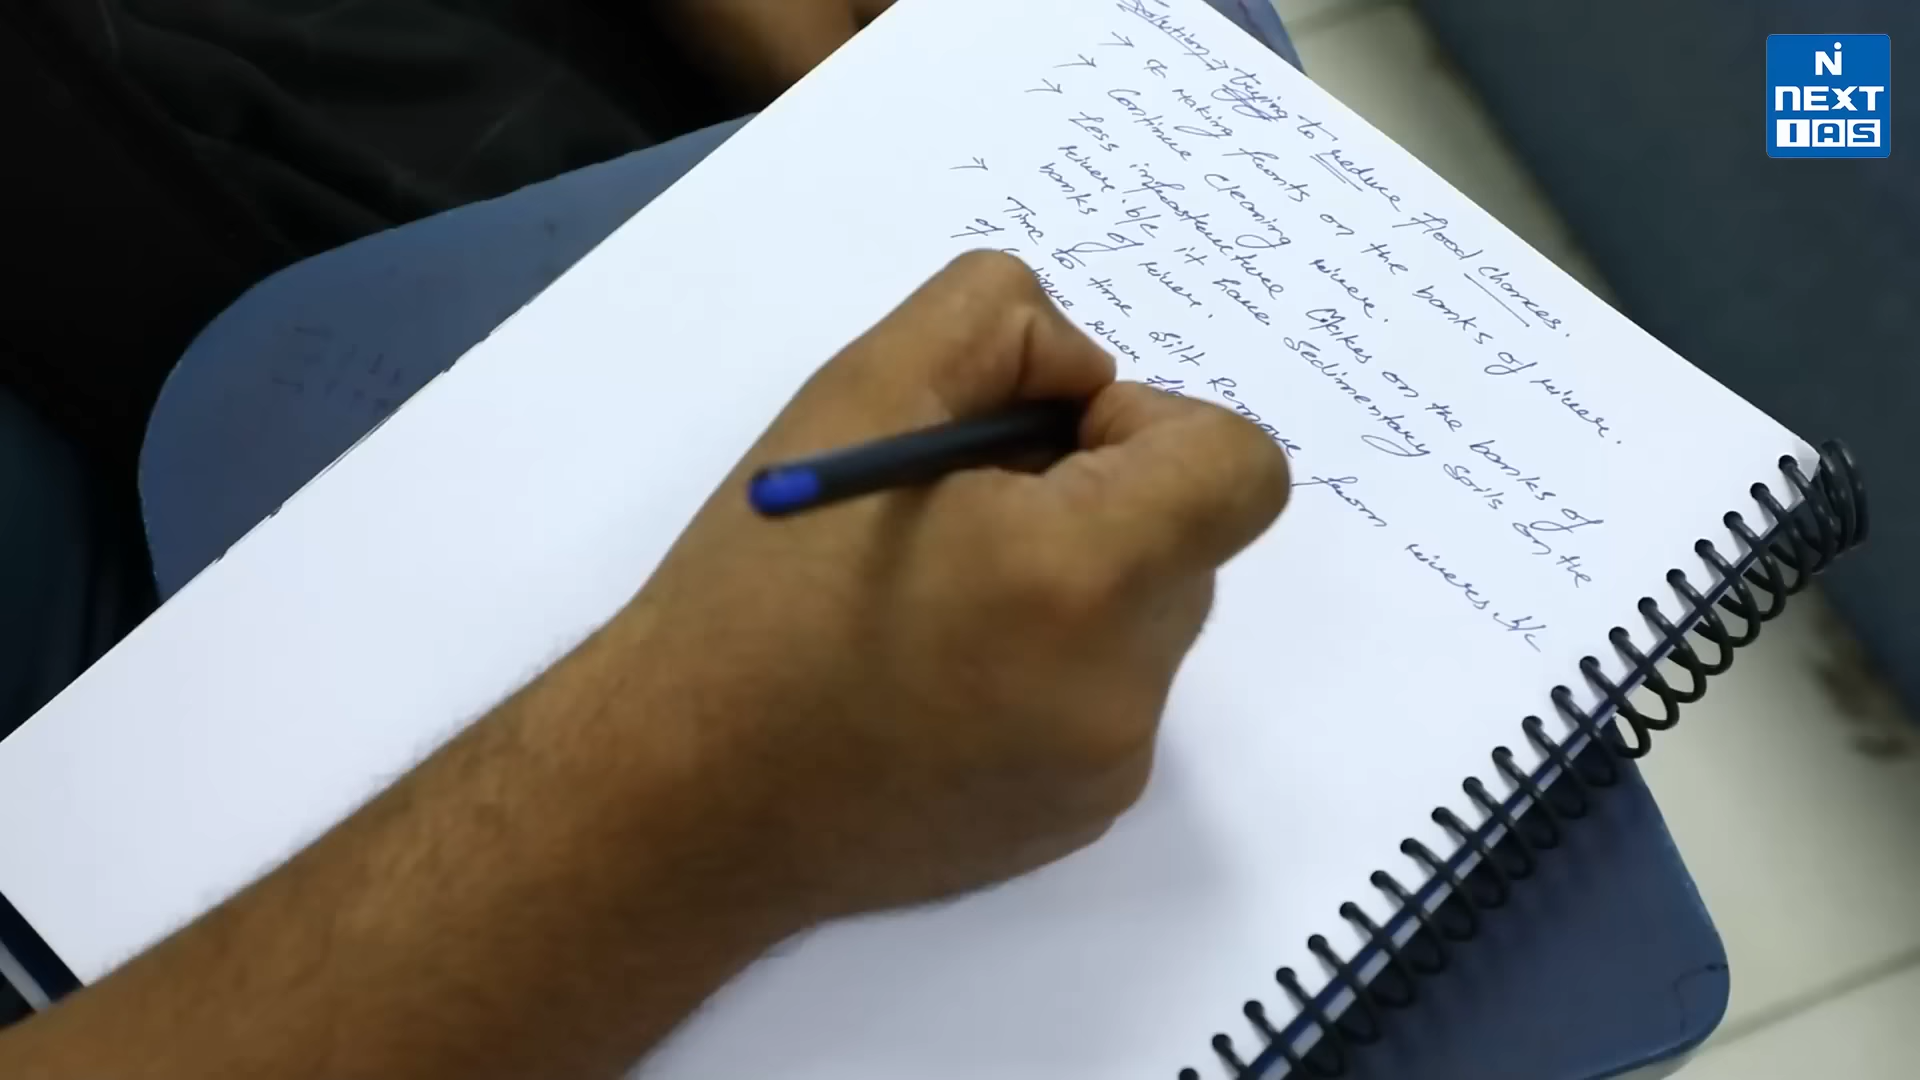 Solution → trying to reduce flood chances.
→ & Making fronts on the banks of river.
→ Continue Cleaning river.
→ Less infrastructure Makes on the banks of
river b/c it have sedimentary soils on the
banks of river.
→ Time to time Silt Remove from rivers b/c
of river
NEXT
IAS